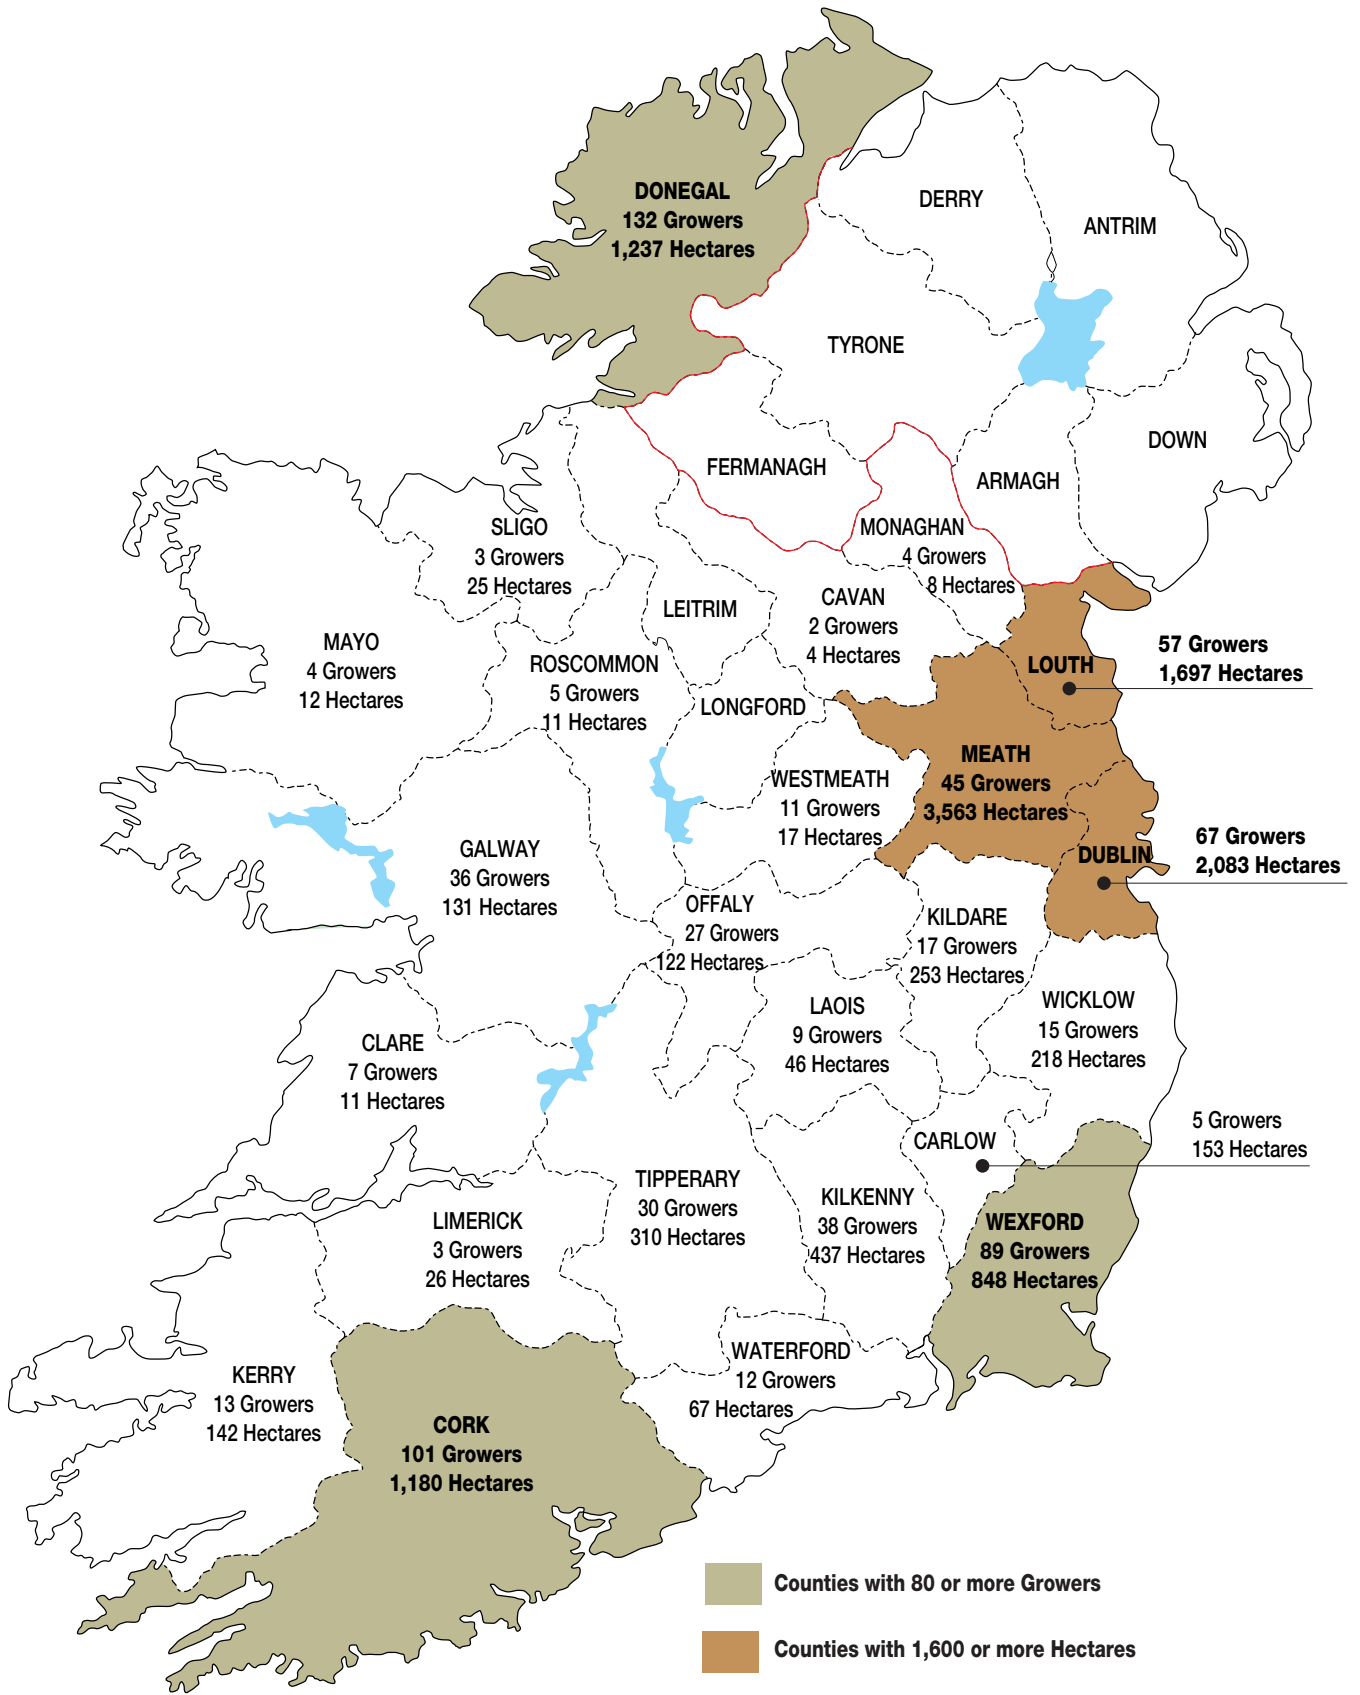 DONEGAL
132 Growers
1,237 Hectares
DERRY
ANTRIM
TYRONE
DOWN
FERMANAGH
ARMAGH
SLIGO
3 Growers
25 Hectares
MONAGHAN
4 Growers
8 Hectares
LEITRIM
CAVAN
2 Growers
4 Hectares
MAYO
4 Growers
12 Hectares
ROSCOMMON
5 Growers
11 Hectares
LONGFORD
LOUTH
57 Growers
1,697 Hectares
MEATH
45 Growers
3,563 Hectares
WESTMEATH
11 Growers
17 Hectares
DUBLIN
67 Growers
2,083 Hectares
GALWAY
36 Growers
131 Hectares
OFFALY
27 Growers
122 Hectares
KILDARE
17 Growers
253 Hectares
WICKLOW
15 Growers
218 Hectares
LAOIS
9 Growers
46 Hectares
CLARE
7 Growers
11 Hectares
CARLOW
5 Growers
153 Hectares
TIPPERARY
30 Growers
310 Hectares
KILKENNY
38 Growers
437 Hectares
LIMERICK
3 Growers
26 Hectares
WEXFORD
89 Growers
848 Hectares
WATERFORD
12 Growers
67 Hectares
KERRY
13 Growers
142 Hectares
CORK
101 Growers
1,180 Hectares
Counties with 80 or more Growers
Counties with 1,600 or more Hectares